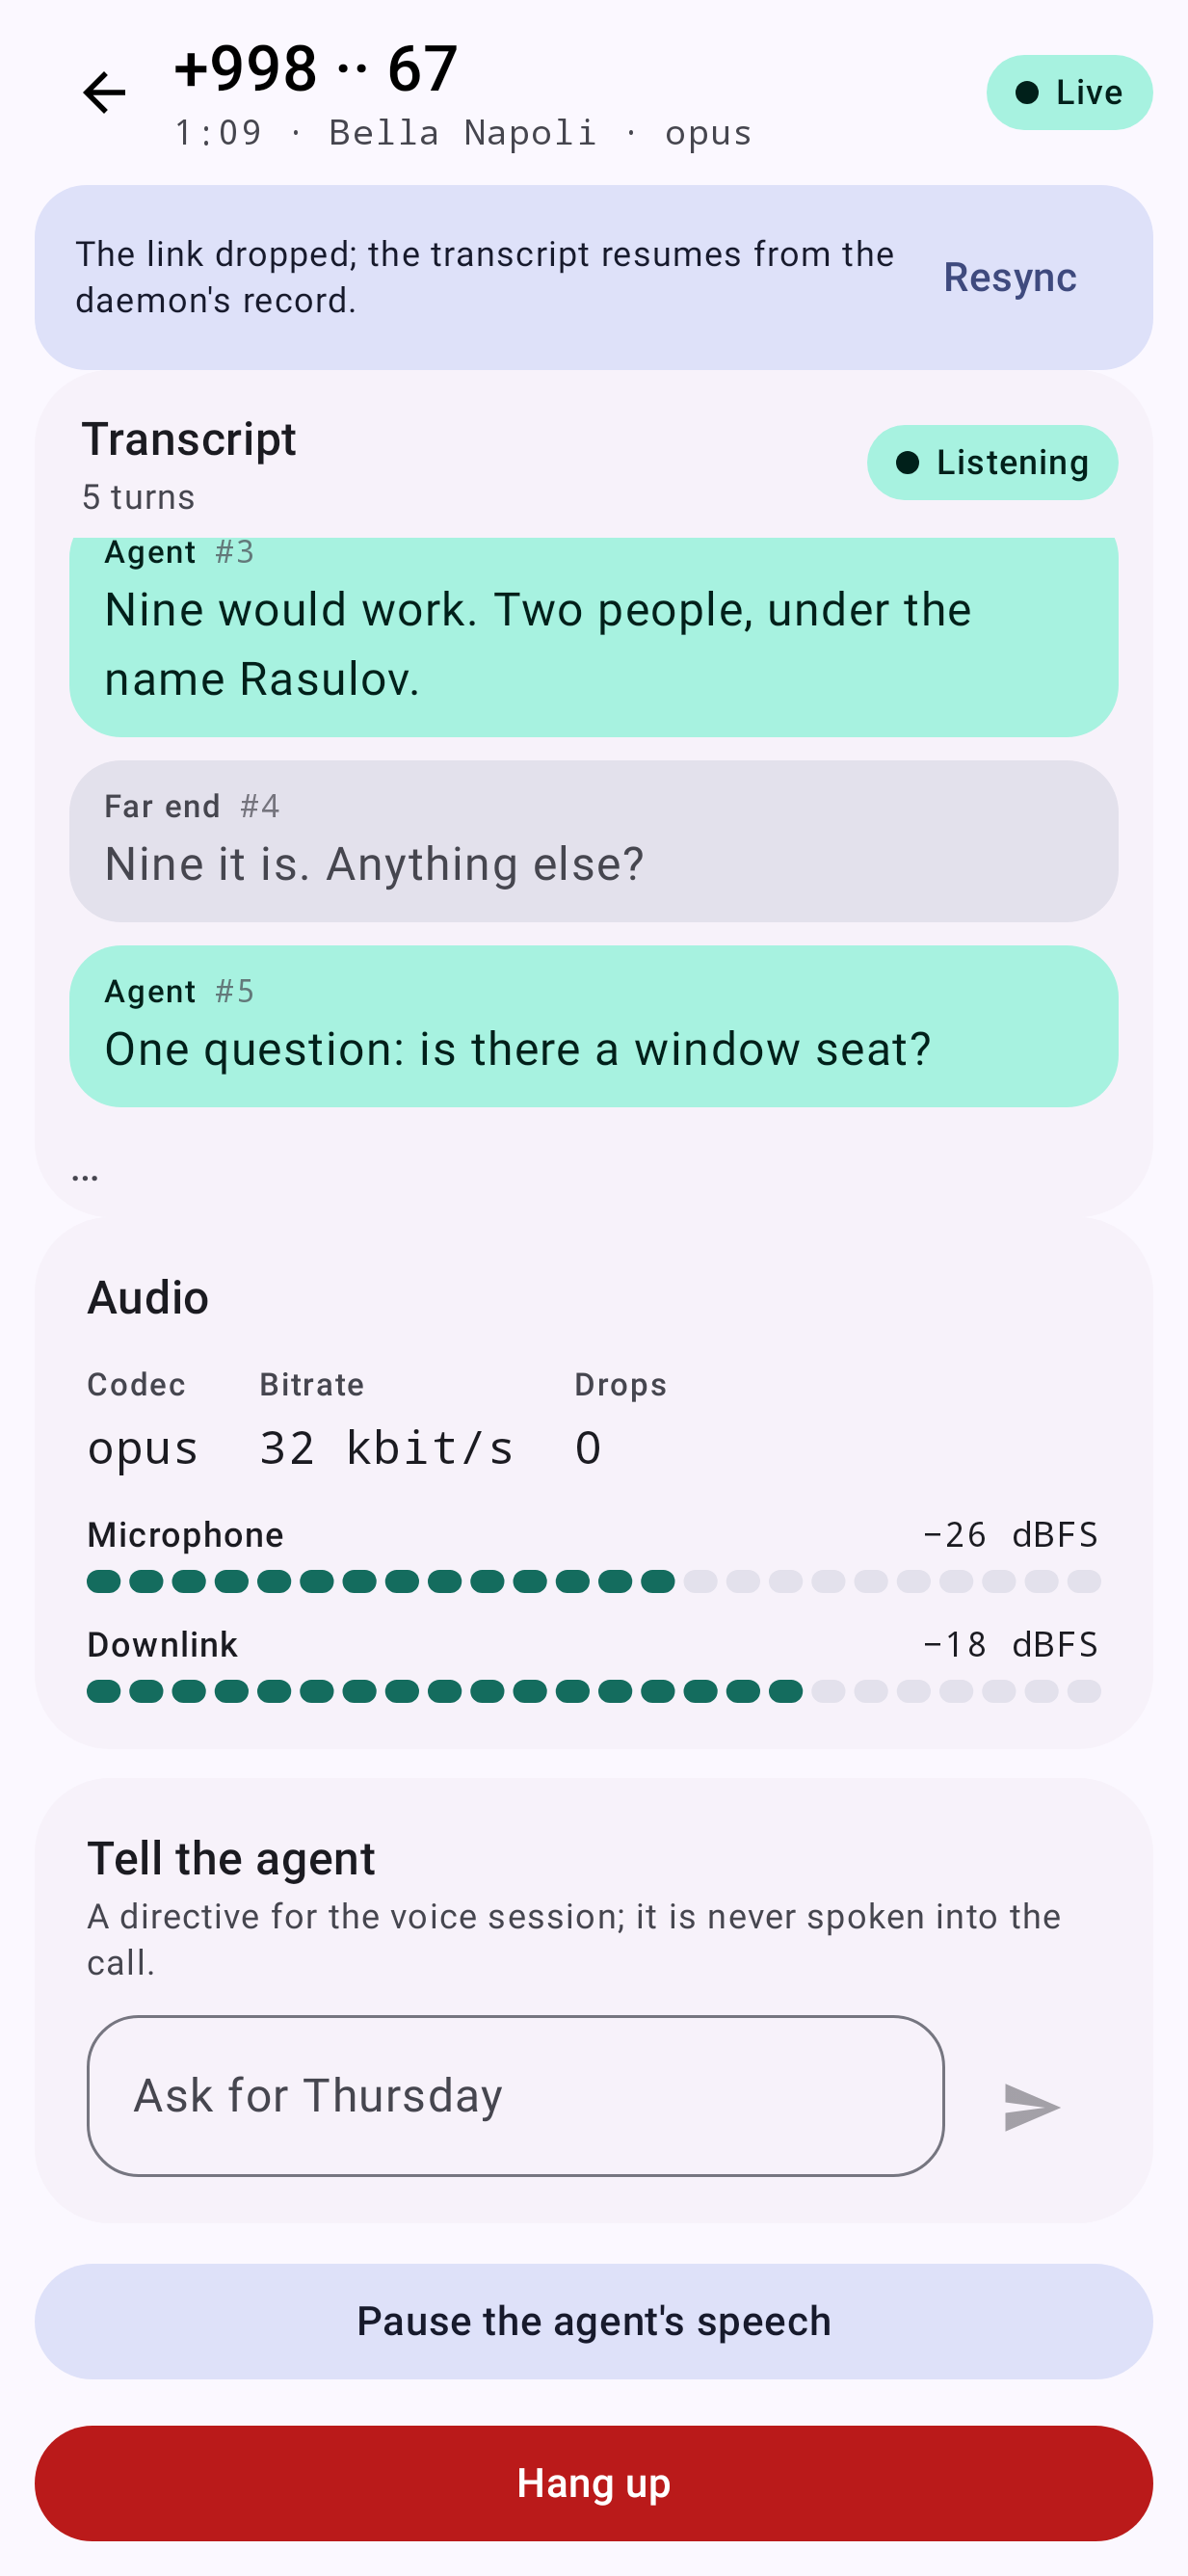 +998 ·· 67
1:09 · Bella Napoli · opus
Live
The link dropped; the transcript resumes from the
daemon's record.
Resync
Transcript
5 turns
Listening
Agent #3
Nine would work. Two people, under the
name Rasulov.
Far end #4
Nine it is. Anything else?
Agent #5
One question: is there a window seat?
…
Audio
Codec Bitrate Drops
opus 32 kbit/s 0
Microphone −26 dBFS
Downlink −18 dBFS
Tell the agent
A directive for the voice session; it is never spoken into the
call.
Ask for Thursday
Pause the agent's speech
Hang up